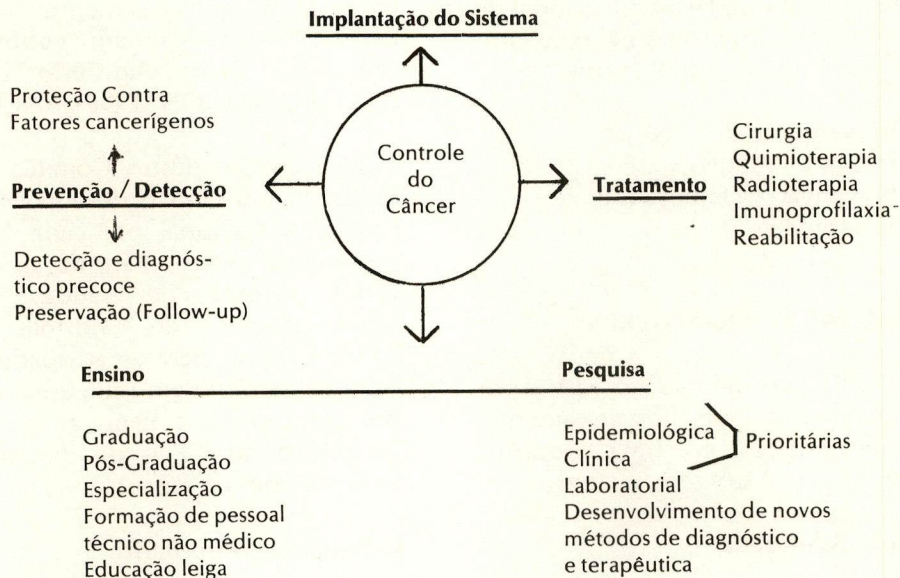 Implantação do Sistema
Proteção Contra
Fatores cancerígenos
Prevenção / Detecção
Detecção e diagnós-
tico precoce
Preservação (Follow-up)
Controle
do
Câncer
Tratamento
Cirurgia
Quimioterapia
Radioterapia
Imunoprofilaxia-
Reabilitação
Ensino
Graduação
Pós-Graduação
Especialização
Formação de pessoal
técnico não médico
Educação leiga
Pesquisa
Epidemiológica
Clínica
Prioritárias
Laboratorial
Desenvolvimento de novos
métodos de diagnóstico
e terapêutica